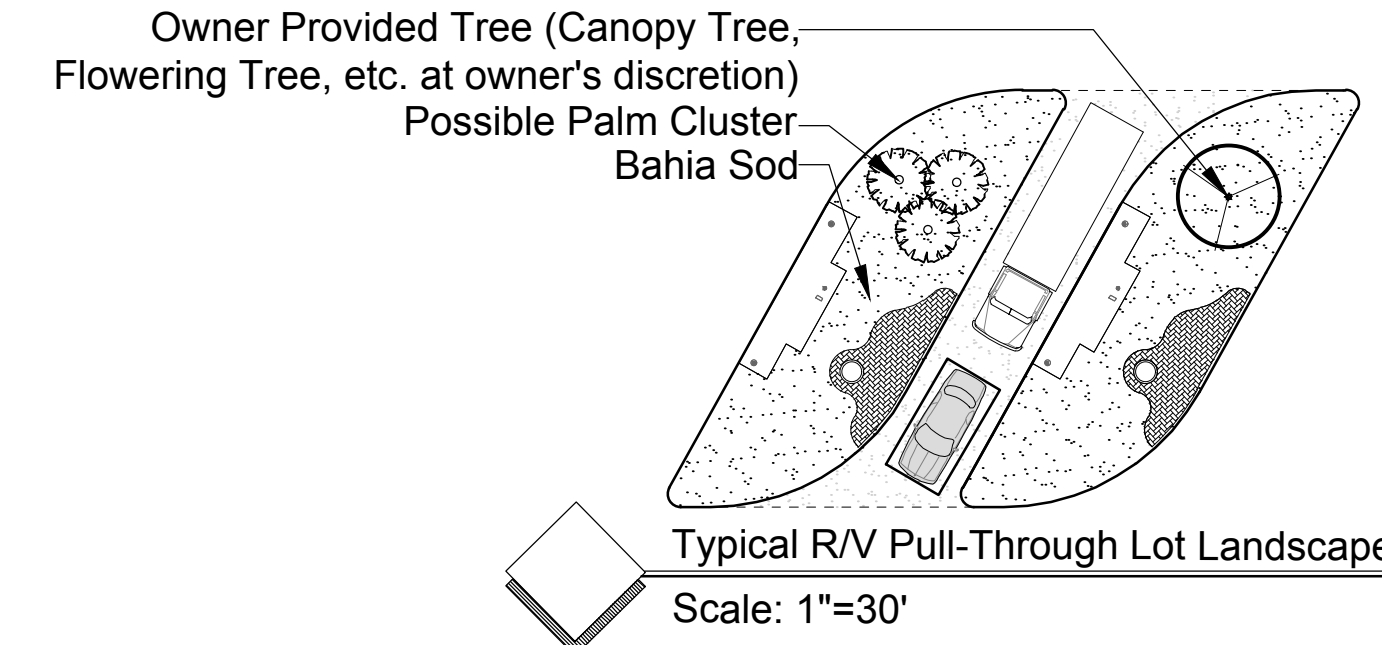 Owner Provided Tree (Canopy Tree,
Flowering Tree, etc. at owner's discretion)
Possible Palm Cluster
Bahia Sod
Typical R/V Pull-Through Lot Landscape
Scale: 1"=30'